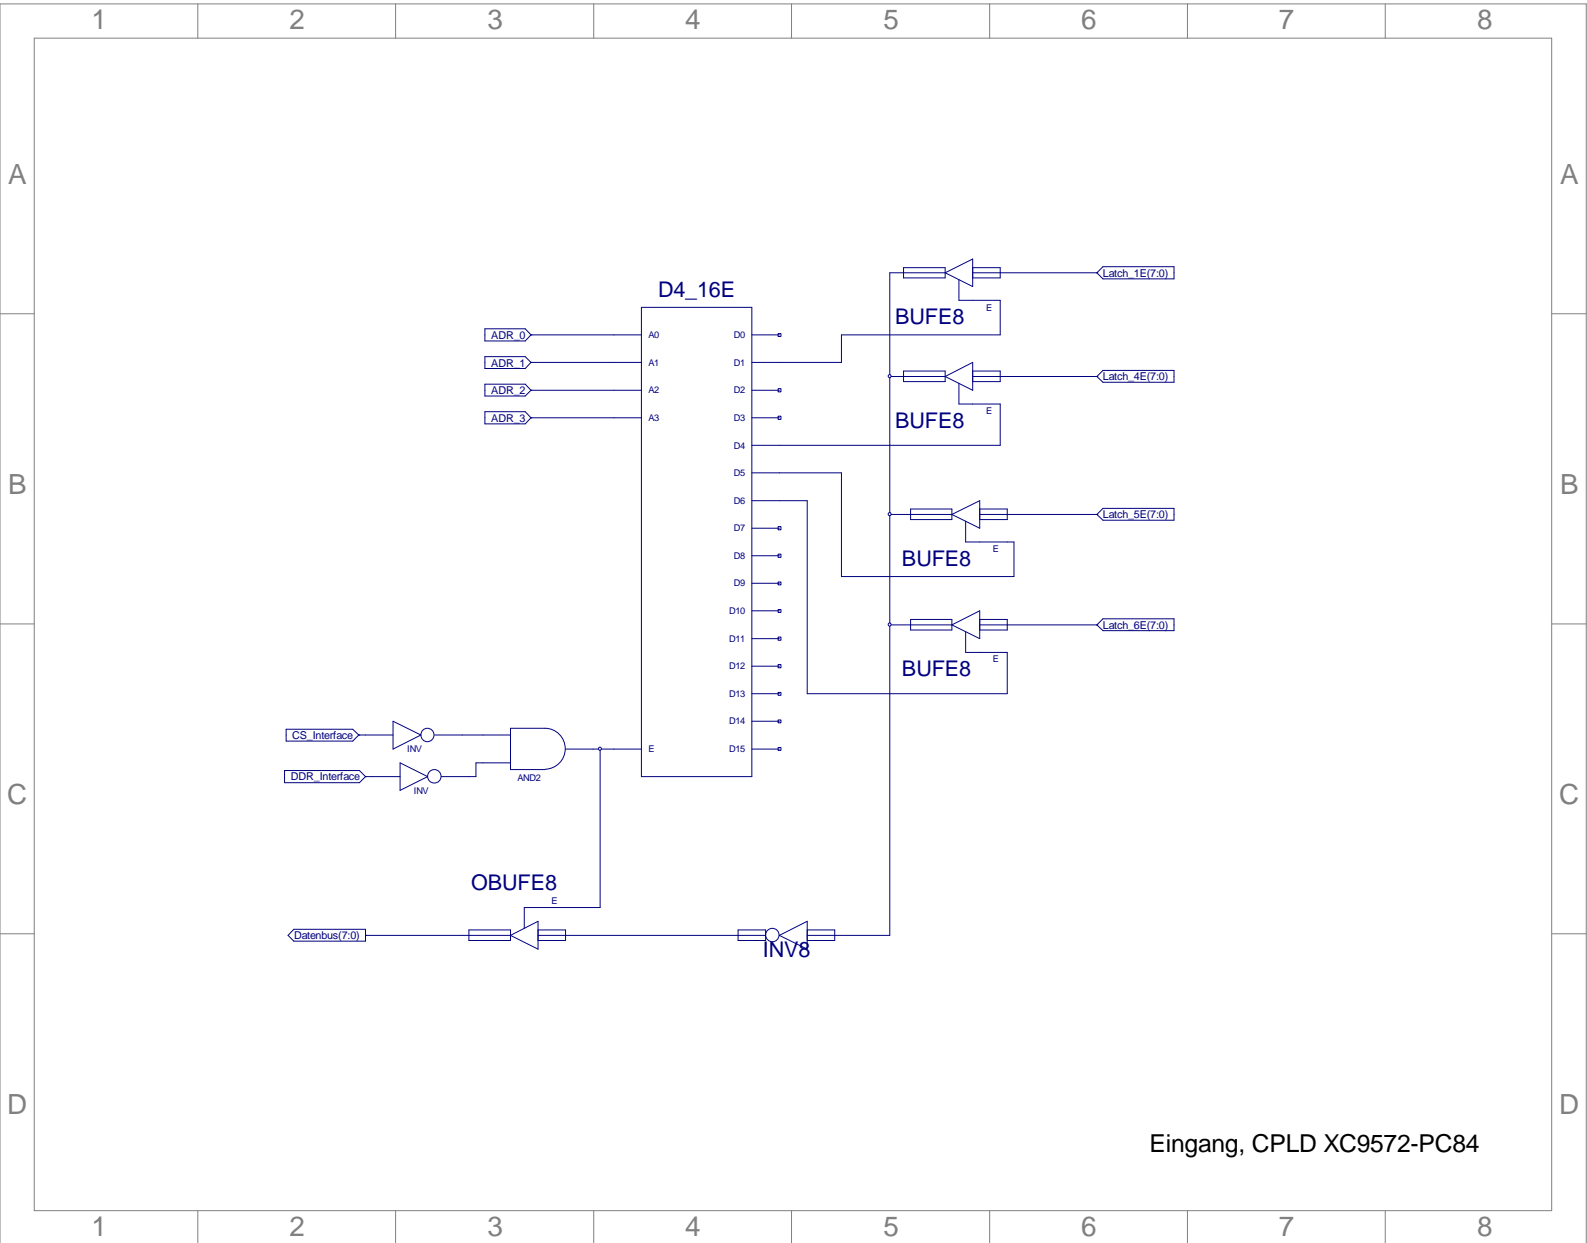 1 2 3 4 5 6 7 8
A A
Latch_1E(7:0)
D4_16E
BUFE8 E
ADR_0 A0 D0
ADR_1 A1 D1
Latch_4E(7:0)
ADR_2 A2 D2
ADR_3 A3 D3
BUFE8 E
D4
D5
B B
D6
Latch_5E(7:0)
D7
BUFE8 E
D8
D9
D10
Latch_6E(7:0)
D11
BUFE8 E
D12
D13
D14
CS_Interface INV
E D15
DDR_Interface INV
AND2
C C
OBUFE8
E
Datenbus(7:0)
INV8
D D
Eingang, CPLD XC9572-PC84
1 2 3 4 5 6 7 8